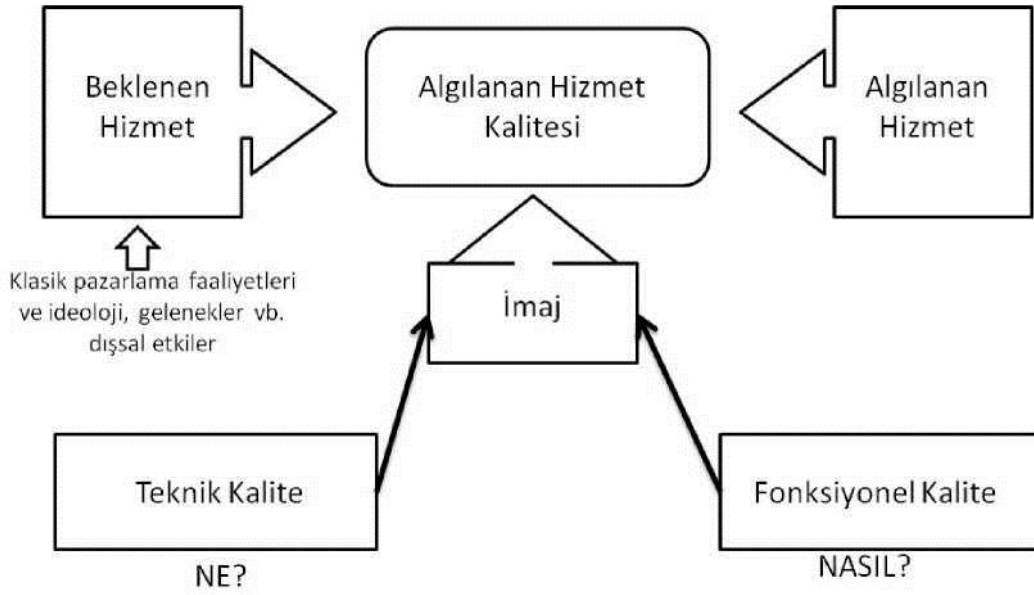 Beklenen
Hizmet
Algılanan Hizmet
Kalitesi
Algılanan
Hizmet
Klasik pazarlama faaliyetleri
ve ideoloji, gelenekler vb.
dışsal etkiler
İmaj
Teknik Kalite
Fonksiyonel Kalite
NE?
NASIL?